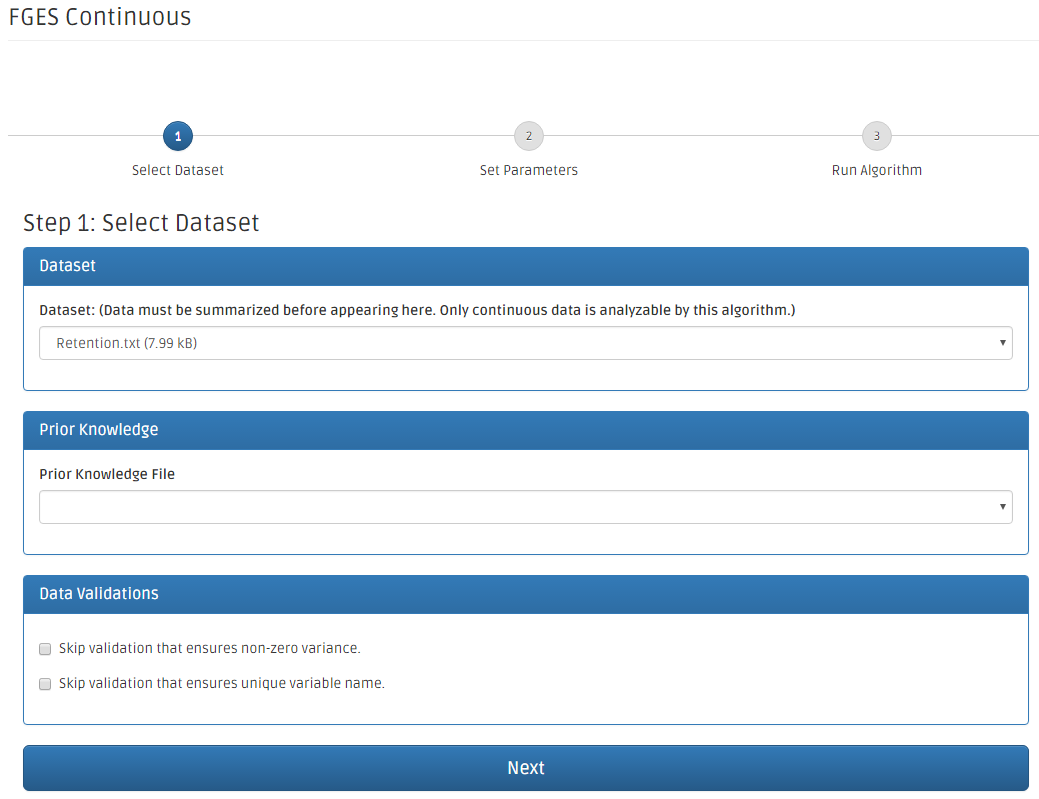 FGES Continuous
1
2
3
Select Dataset
Set Parameters
Run Algorithm
Step 1: Select Dataset
Dataset
Dataset: (Data must be summarized before appearing here. Only continuous data is analyzable by this algorithm.)
Retention.txt (7.99 kB)
Prior Knowledge
Prior Knowledge File
Data Validations
Skip validation that ensures non-zero variance.
Skip validation that ensures unique variable name.
Next